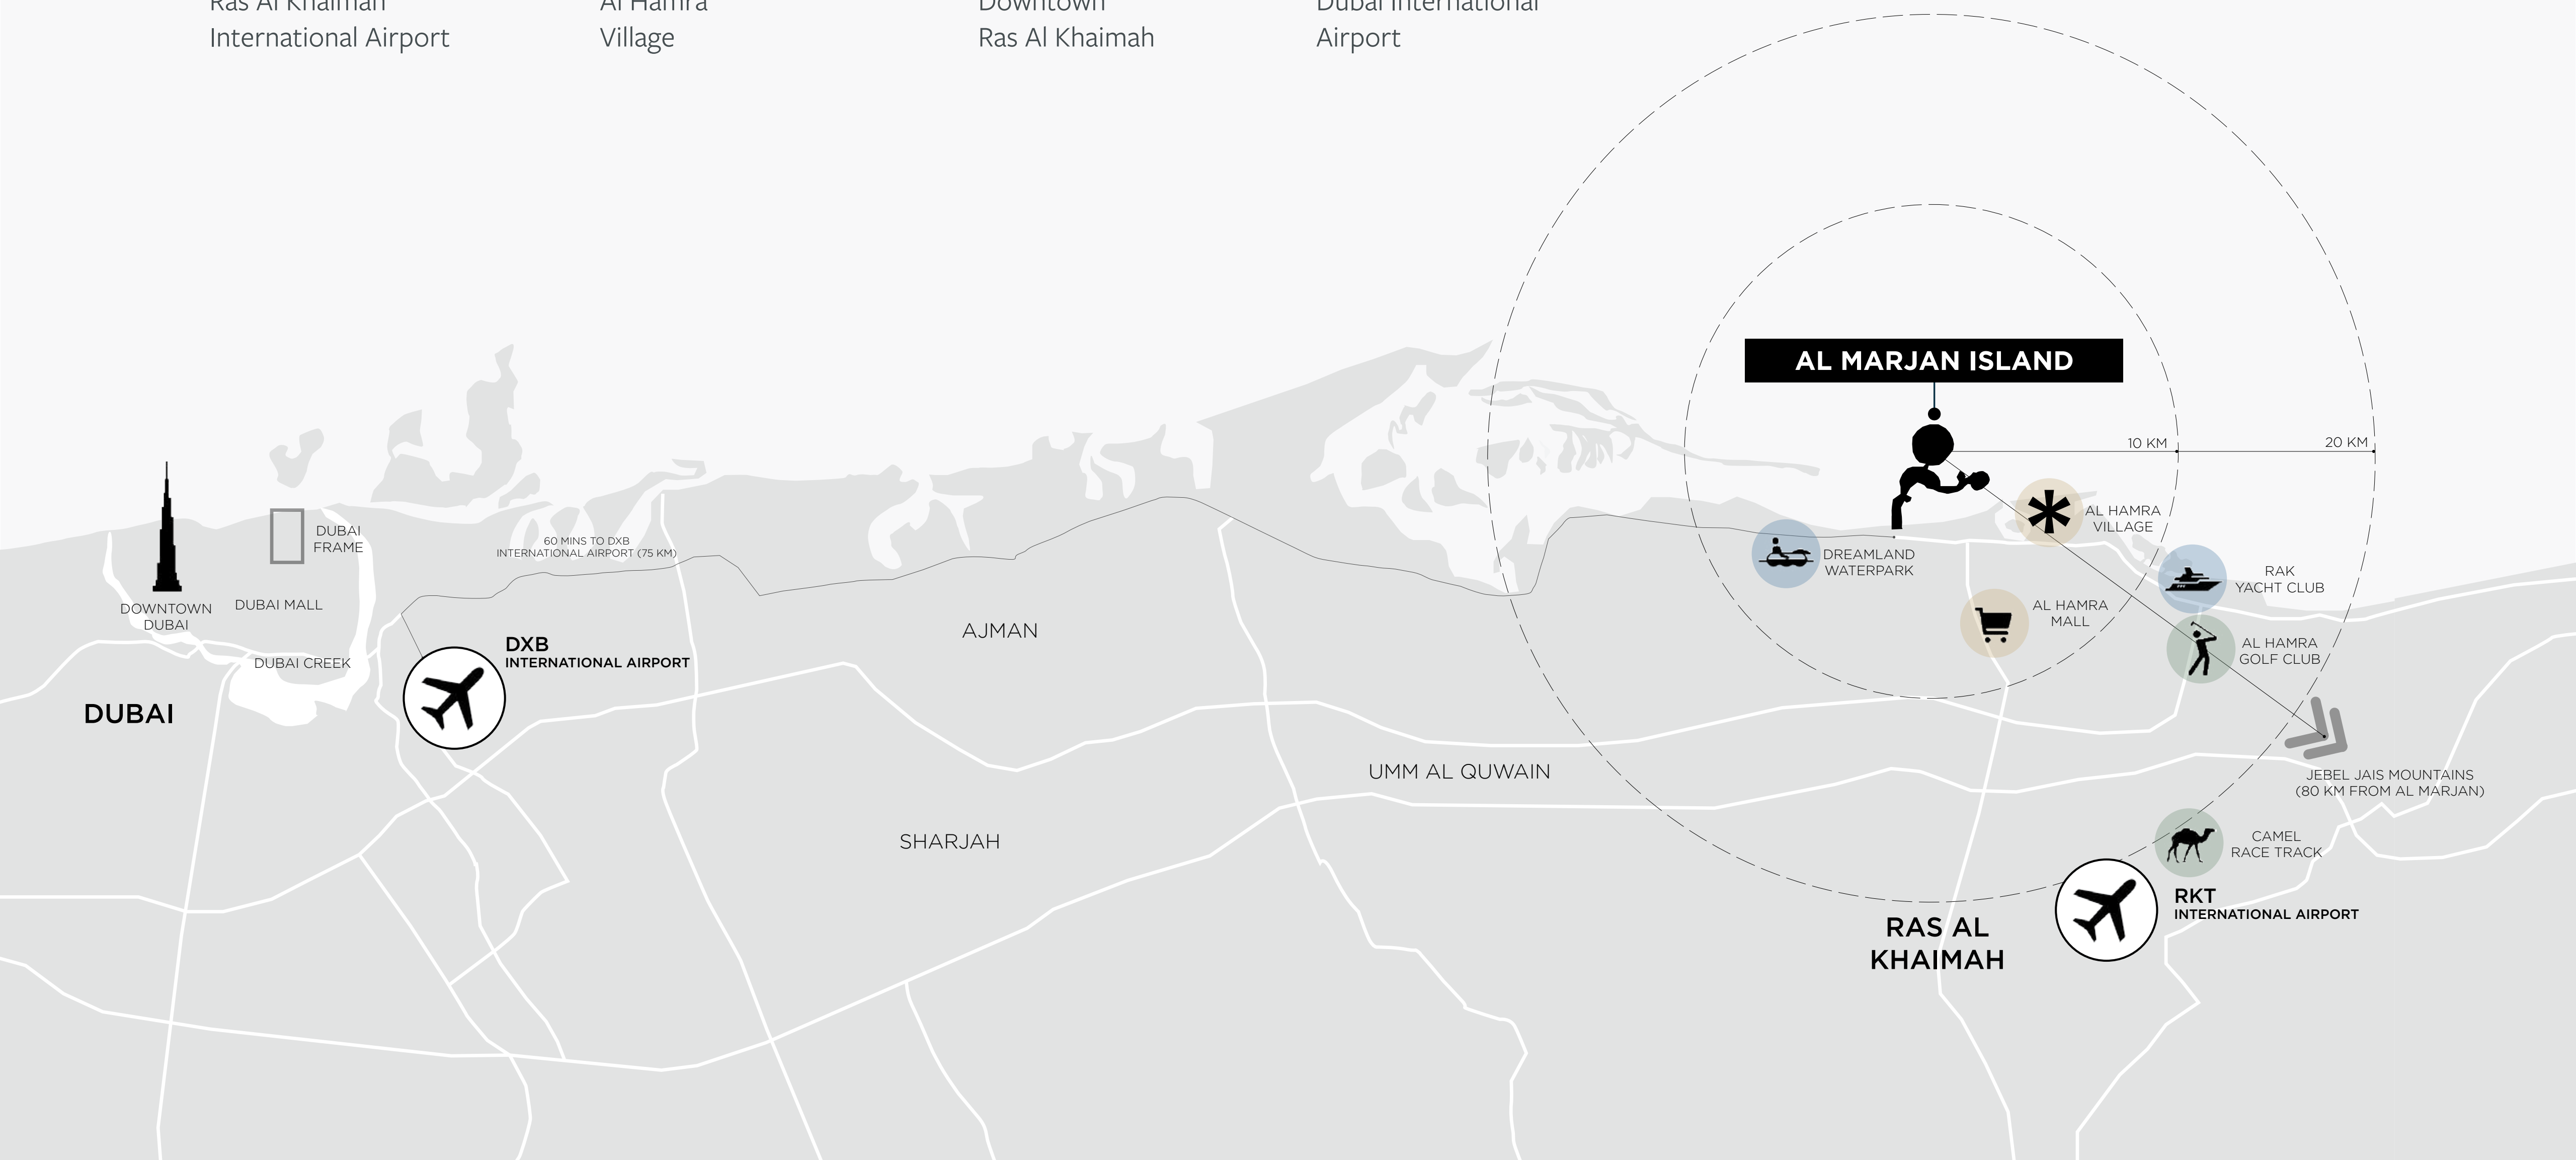 Ras Al Khaimah
International Airport
Al Hamra
Village
Downtown
Ras Al Khaimah
Dubai International
Airport
AL MARJAN ISLAND
10 KM
20 KM
AL HAMRA
VILLAGE
DUBAI
FRAME
60 MINS TO DXB
INTERNATIONAL AIRPORT (75 KM)
DREAMLAND
WATERPARK
RAK
YACHT CLUB
DOWNTOWN
DUBAI
DUBAI MALL
AL HAMRA
MALL
AJMAN
DXB
INTERNATIONAL AIRPORT
AL HAMRA
GOLF CLUB
DUBAI CREEK
DUBAI
UMM AL QUWAIN
JEBEL JAIS MOUNTAINS
(80 KM FROM AL MARJAN)
SHARJAH
CAMEL
RACE TRACK
RKT
INTERNATIONAL AIRPORT
RAS AL
KHAIMAH